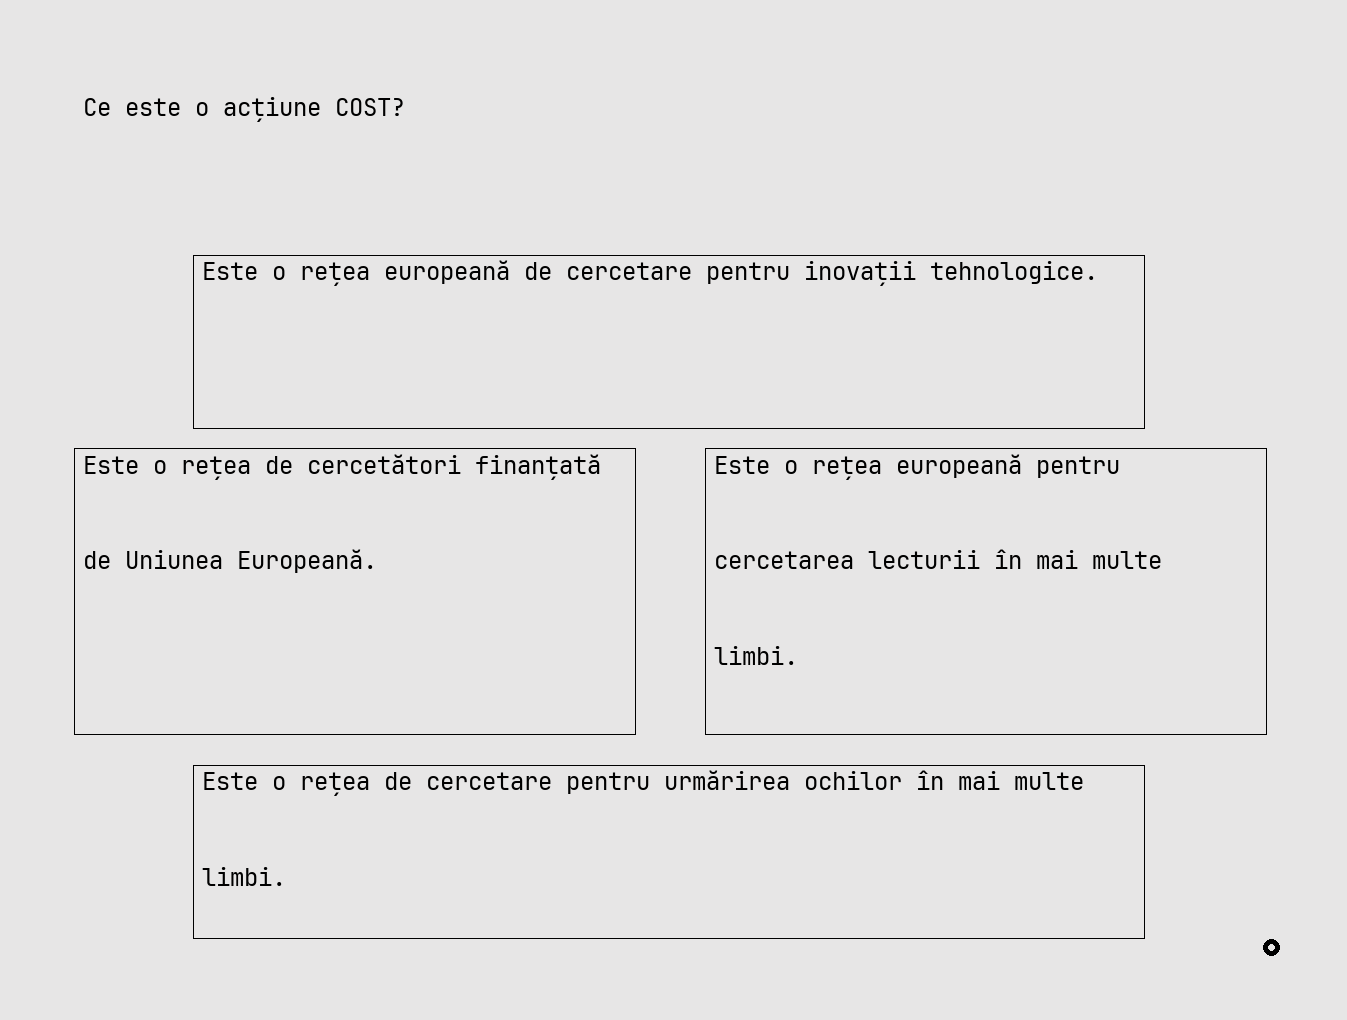 Ce este o acțiune COST?
Este o rețea europeană de cercetare pentru inovații tehnologice.
Este o rețea de cercetători finanțată
de Uniunea Europeană.
Este o rețea europeană pentru
cercetarea lecturii în mai multe
limbi.
Este o rețea de cercetare pentru urmărirea ochilor în mai multe
limbi.